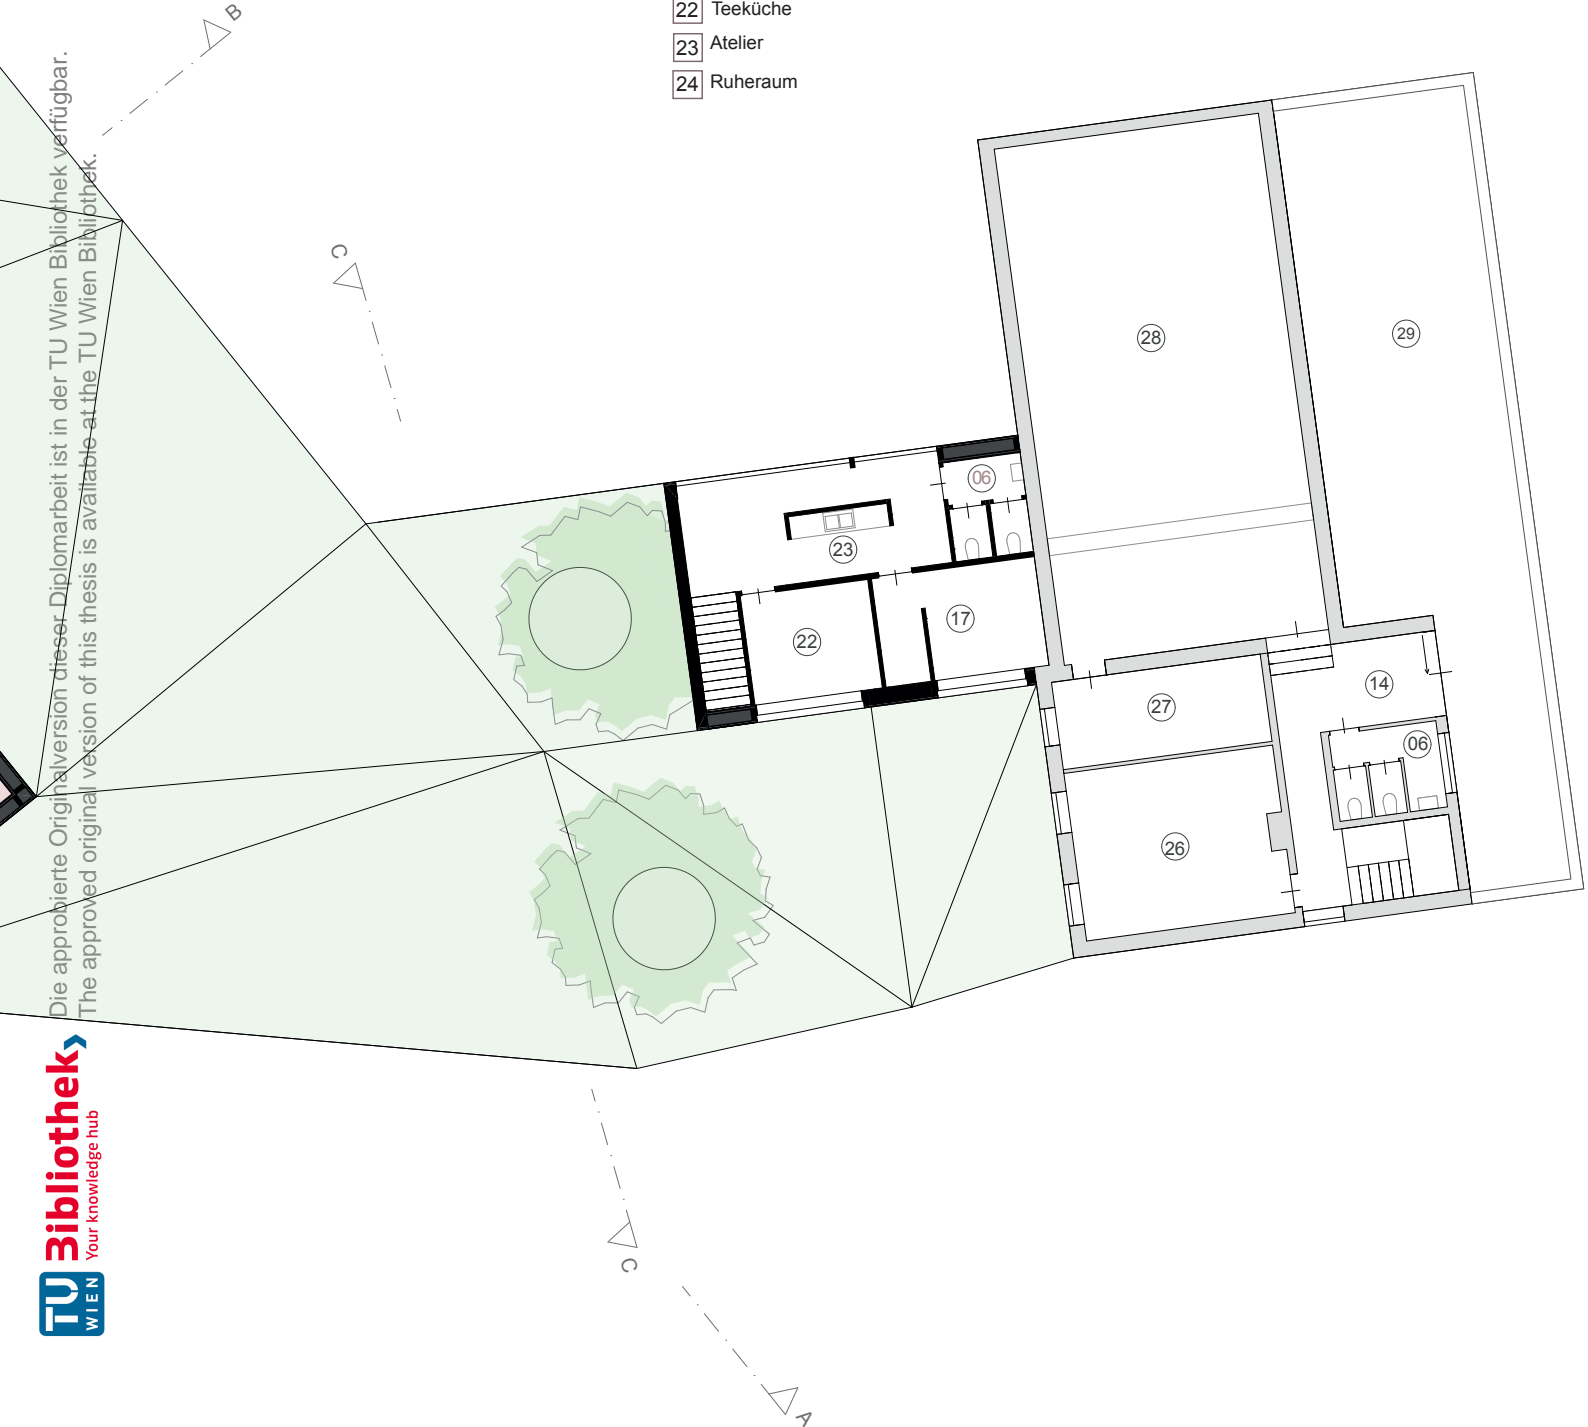 B
22 Teeküche
23 Atelier
24 Ruheraum
C
28
29
06
23
17
22
14
27
06
26
C
A
Die approbierte Originalversion dieser Diplomarbeit ist in der TU Wien Bibliothek verfügbar.
The approved original version of this thesis is available at the TU Wien Bibliothek.
TU
WIEN
Bibliothek
Your knowledge hub